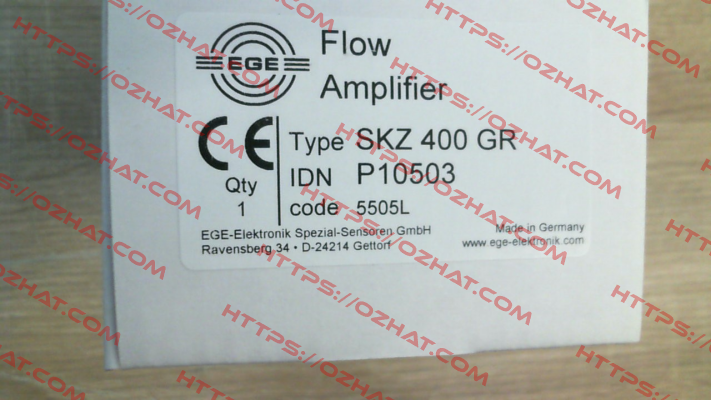 EGE
Flow
Amplifier
CE
Type SKZ 400 GR
Qty
1
IDN P10503
code 5505L
EGE-Elektronik Spezial-Sensoren GmbH
Ravensberg 34 • D-24214 Gettorf
Made in Germany
www.ege-elektronik.com
HTTPS://OZHAT.COM